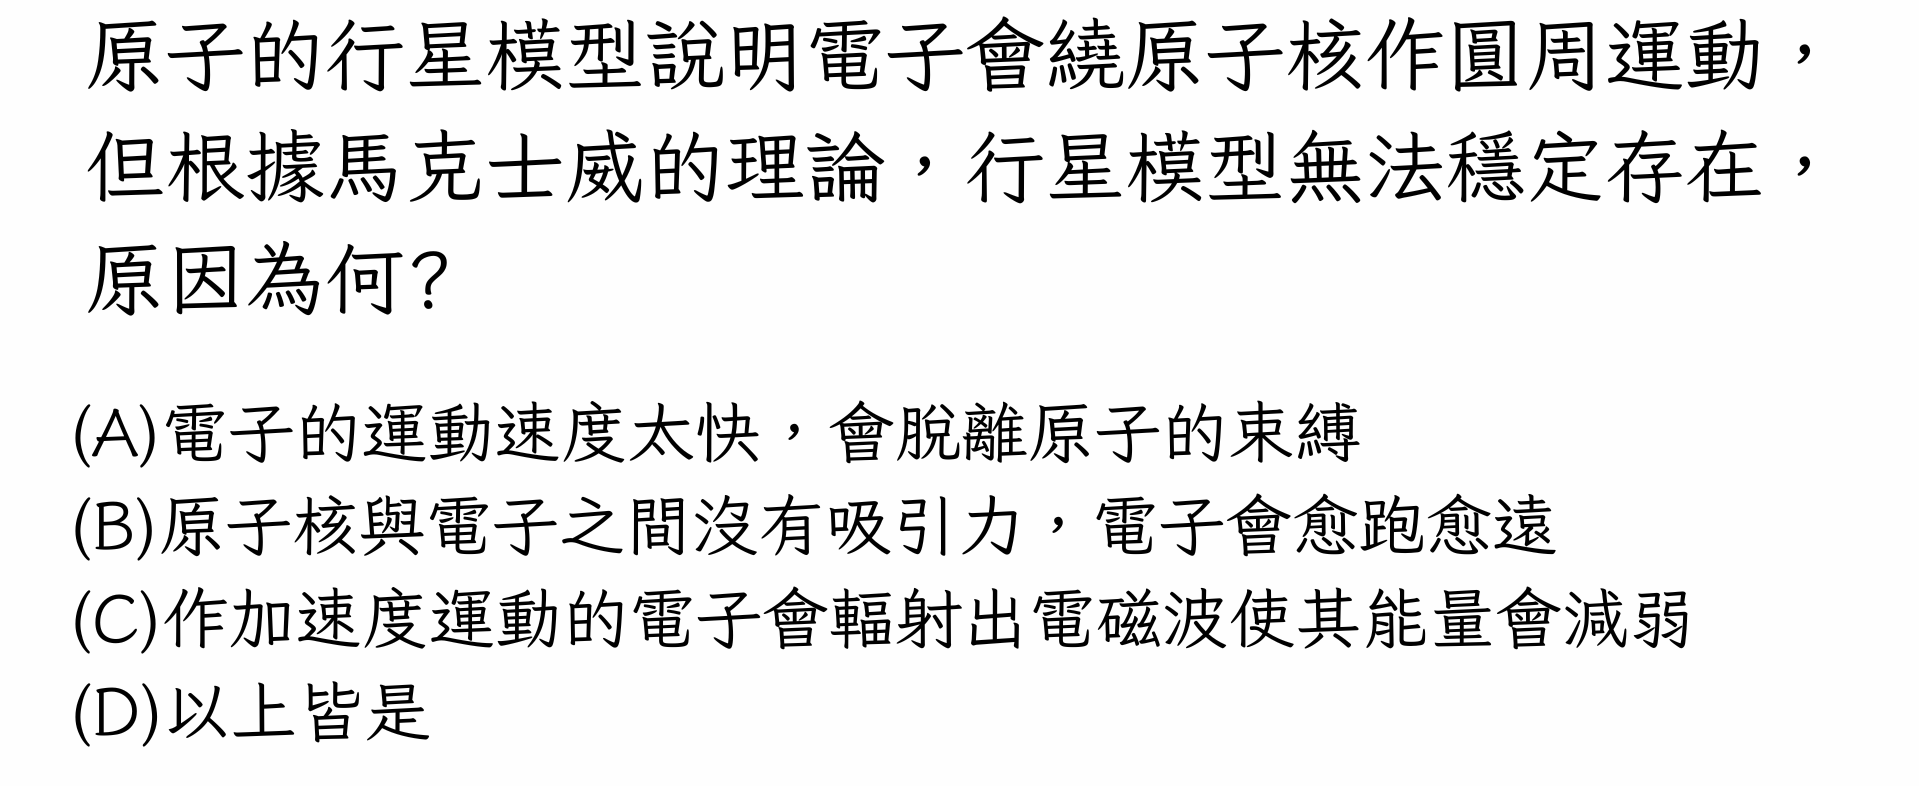 原子的行星模型說明電子會繞原子核作圓周運動，
但根據馬克士威的理論，行星模型無法穩定存在，
原因為何?
(A)電子的運動速度太快，會脫離原子的束縛
(B)原子核與電子之間沒有吸引力，電子會愈跑愈遠
(C)作加速度運動的電子會輻射出電磁波使其能量會減弱
(D)以上皆是